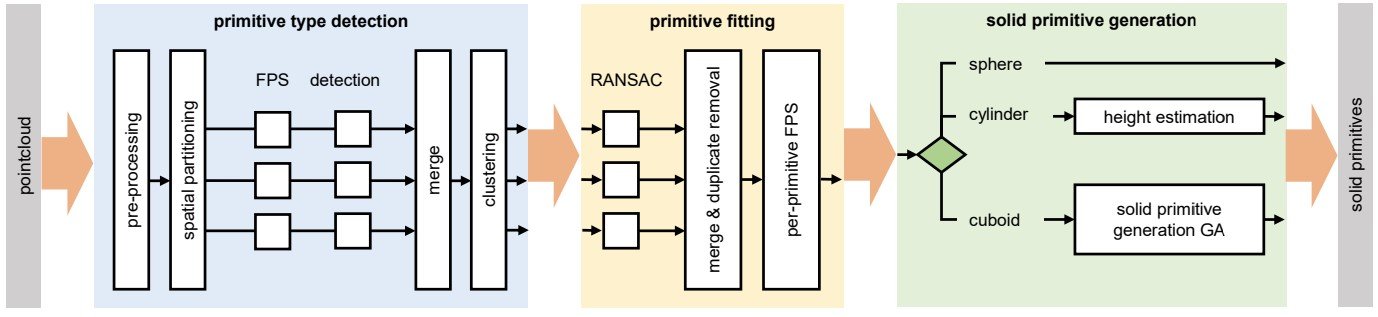 pointcloud
primitive type detection
pre-processing
spatial partitioning
FPS
detection
merge
clustering
primitive fitting
RANSAC
merge & duplicate removal
per-primitive FPS
solid primitive generation
sphere
cylinder
height estimation
cuboid
solid primitive
generation GA
solid primitives